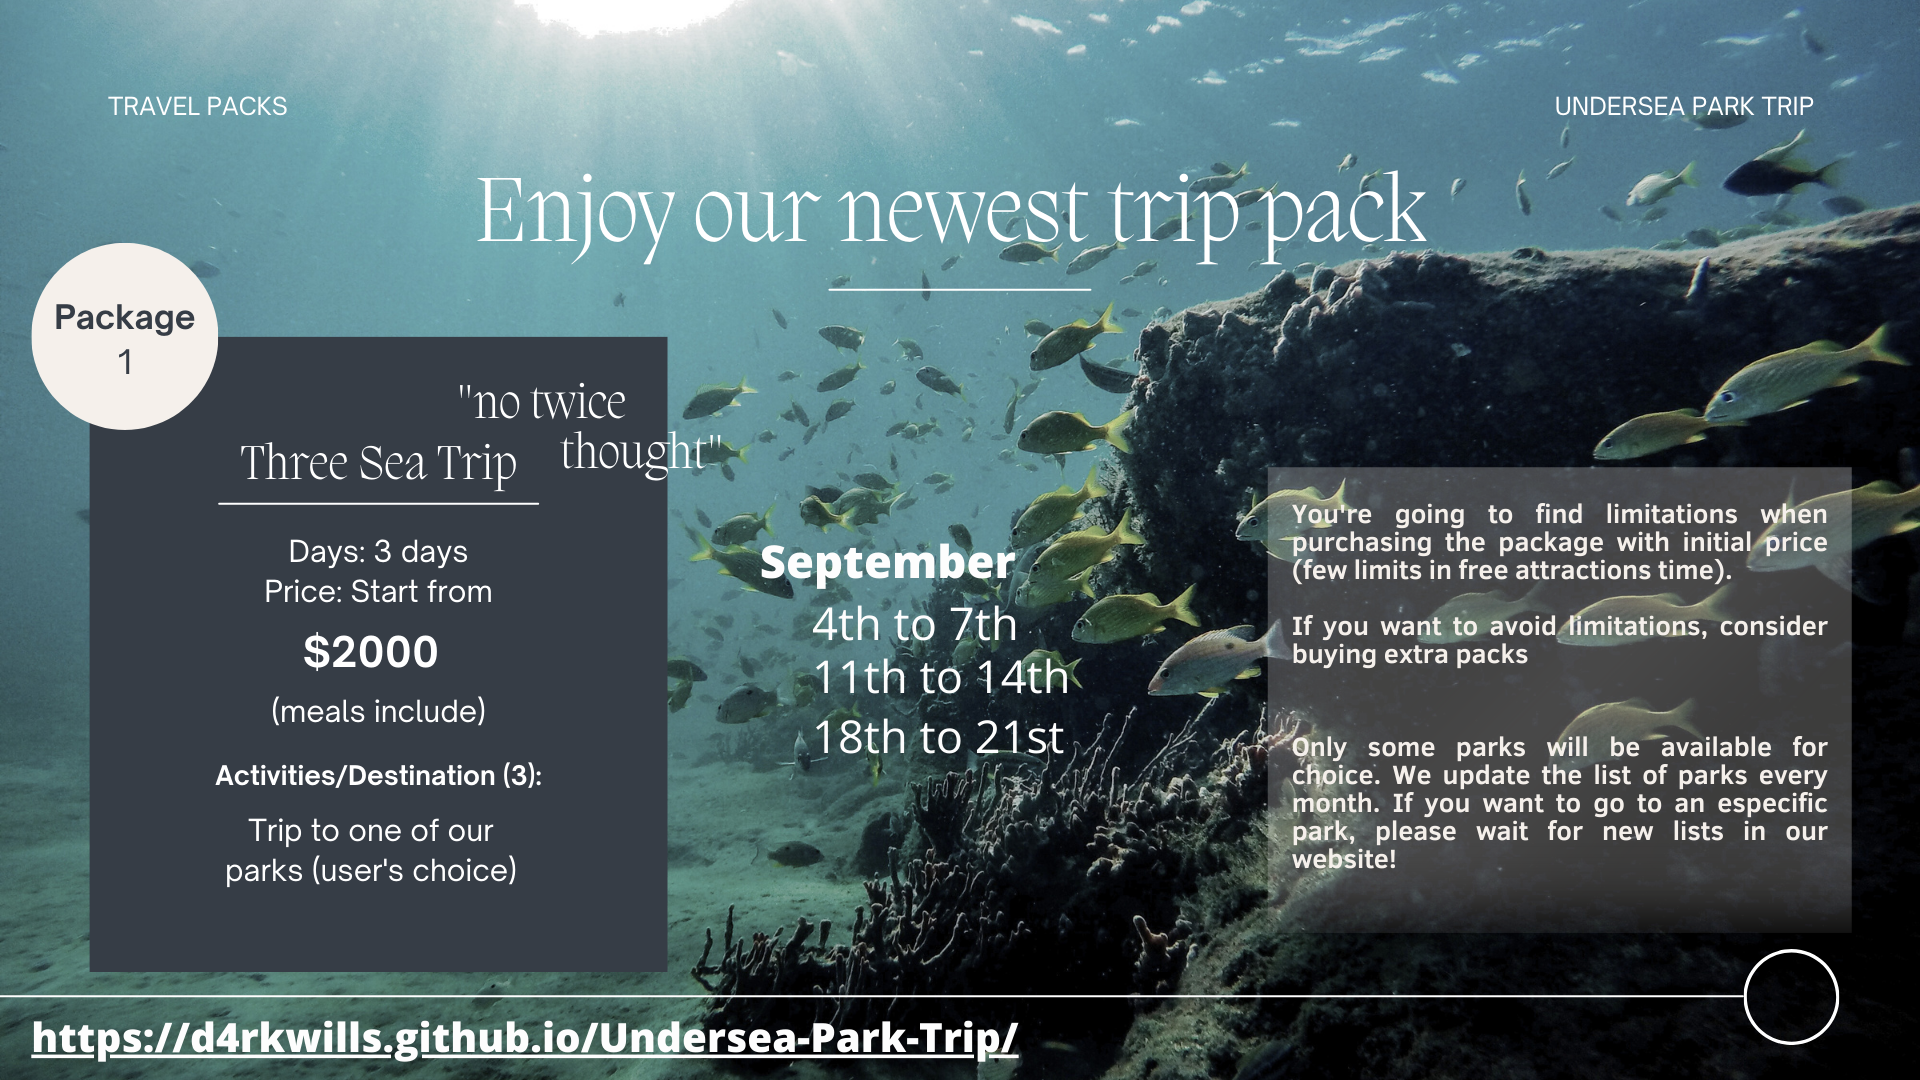 TRAVEL PACKS
UNDERSEA PARK TRIP
Enjoy our newest trip pack
Package
1
"no twice
thought"
Three Sea Trip
Days: 3 days
Price: Start from
$2000
(meals include)
Activities/Destination (3):
Trip to one of our
parks (user's choice)
September
4th to 7th
11th to 14th
18th to 21st
You're going to find limitations when
purchasing the package with initial price
(few limits in free attractions time).
If you want to avoid limitations, consider
buying extra packs
Only some parks will be available for
choice. We update the list of parks every
month. If you want to go to an especific
park, please wait for new lists in our
website!
https://d4rkwills.github.io/Undersea-Park-Trip/